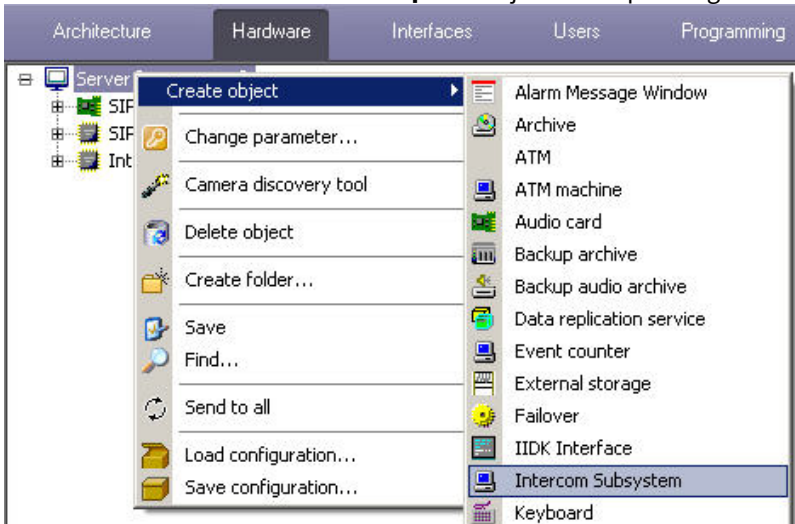 Architecture Hardware Interfaces Users Programming
Server
SIF
SIF
Int
Create object
Change parameter...
Camera discovery tool
Delete object
Create folder...
Save
Find...
Send to all
Load configuration...
Save configuration...
Alarm Message Window
Archive
ATM
ATM machine
Audio card
Backup archive
Backup audio archive
Data replication service
Event counter
External storage
Failover
IIDK Interface
Intercom Subsystem
Keyboard